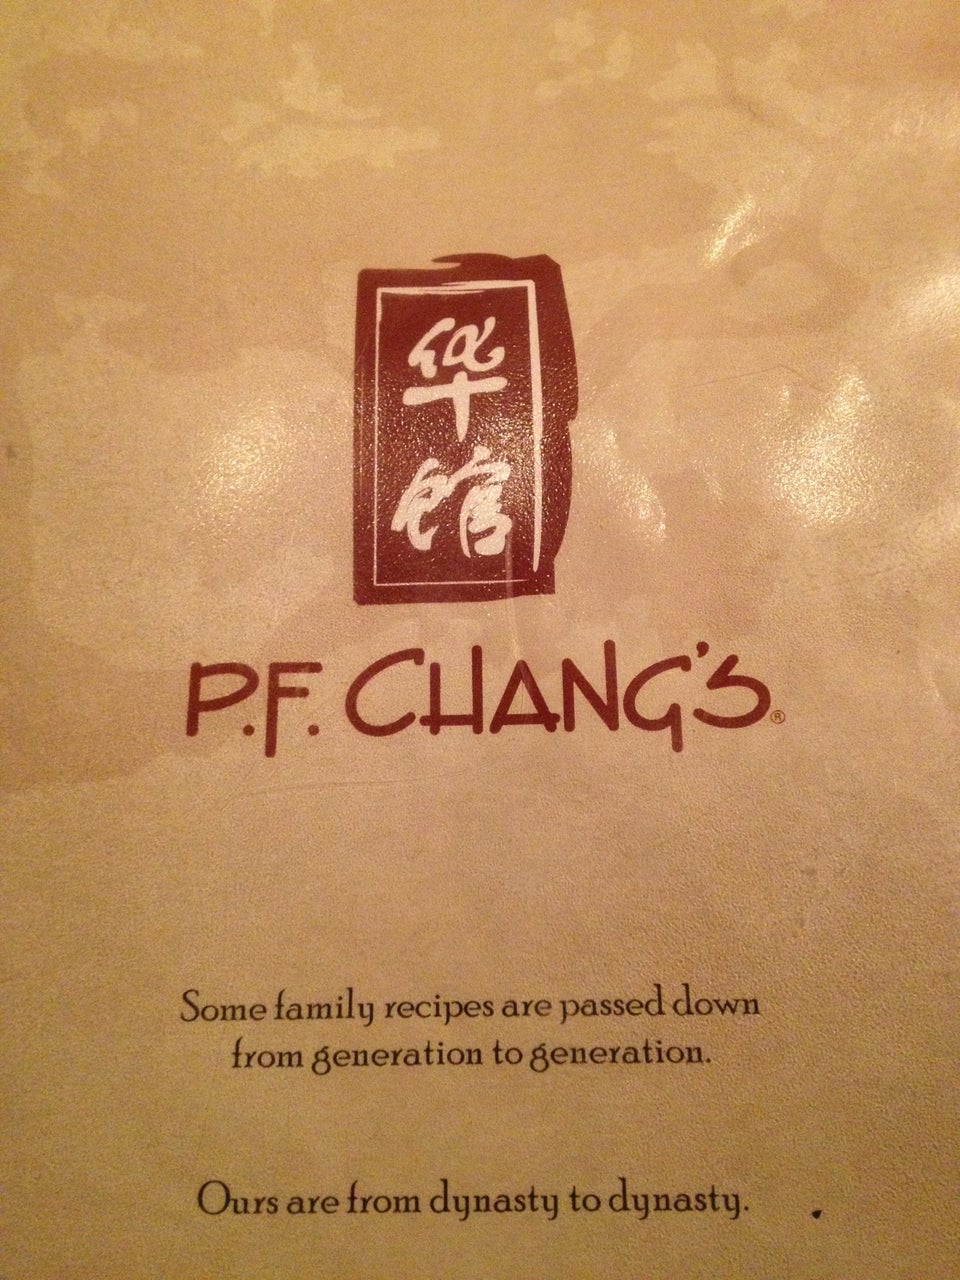 华
馆
P.F. CHANG'S®
Some family recipes are passed down
from generation to generation.
Ours are from dynasty to dynasty.